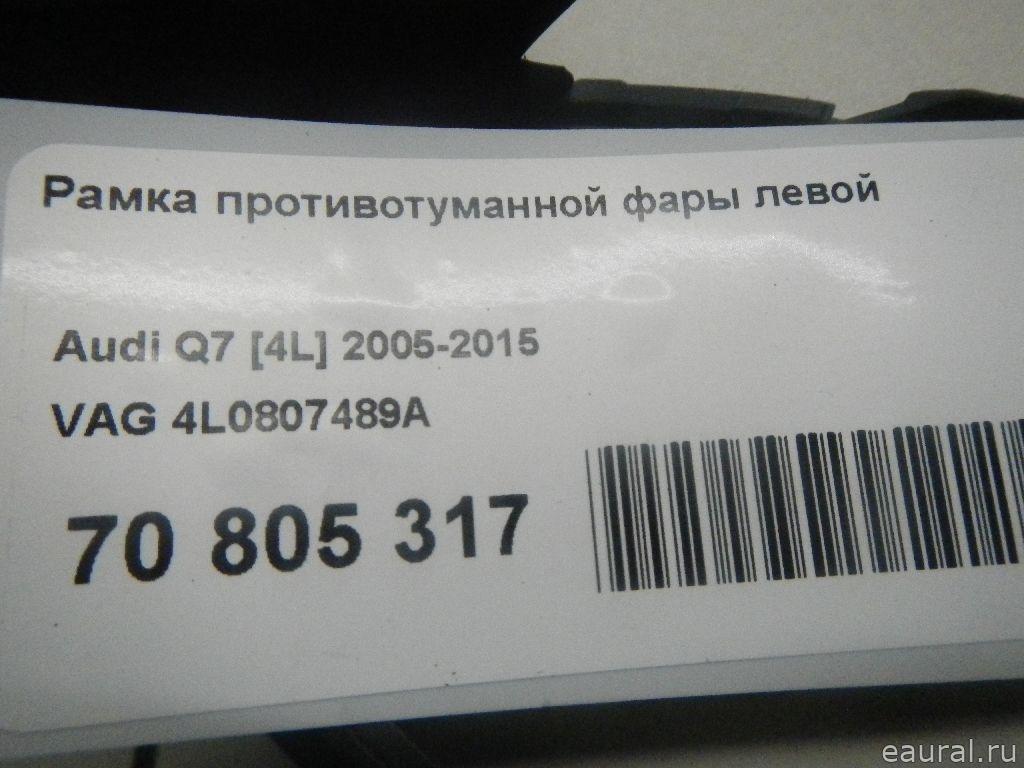 Рамка противотуманной фары левой
Audi Q7 [4L] 2005-2015
VAG 4L0807489A
70 805 317
eaural.ru